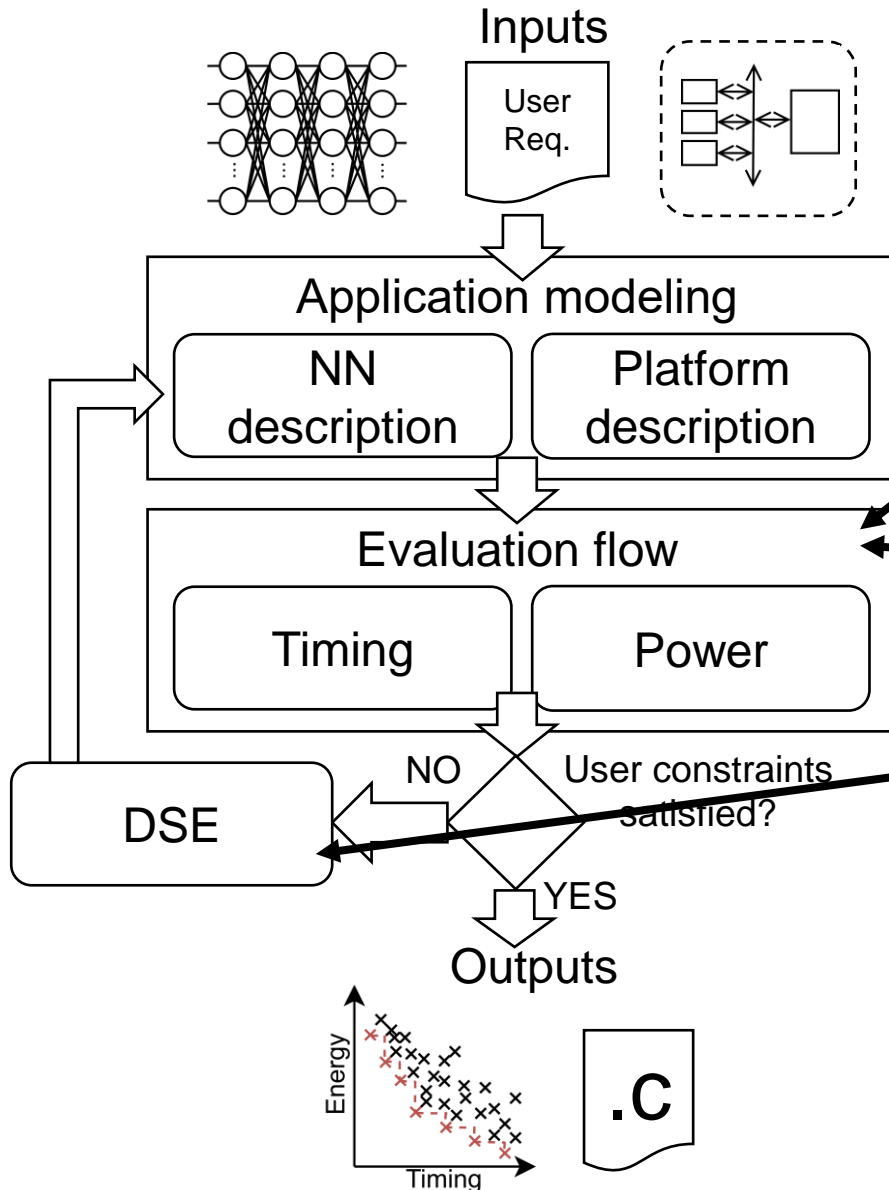 Inputs
User
Req.
Application modeling
NN
description
Platform
description
Evaluation flow
Timing
Power
NO
User constraints
satisfied?
DSE
YES
Outputs
Energy
Timing
.c